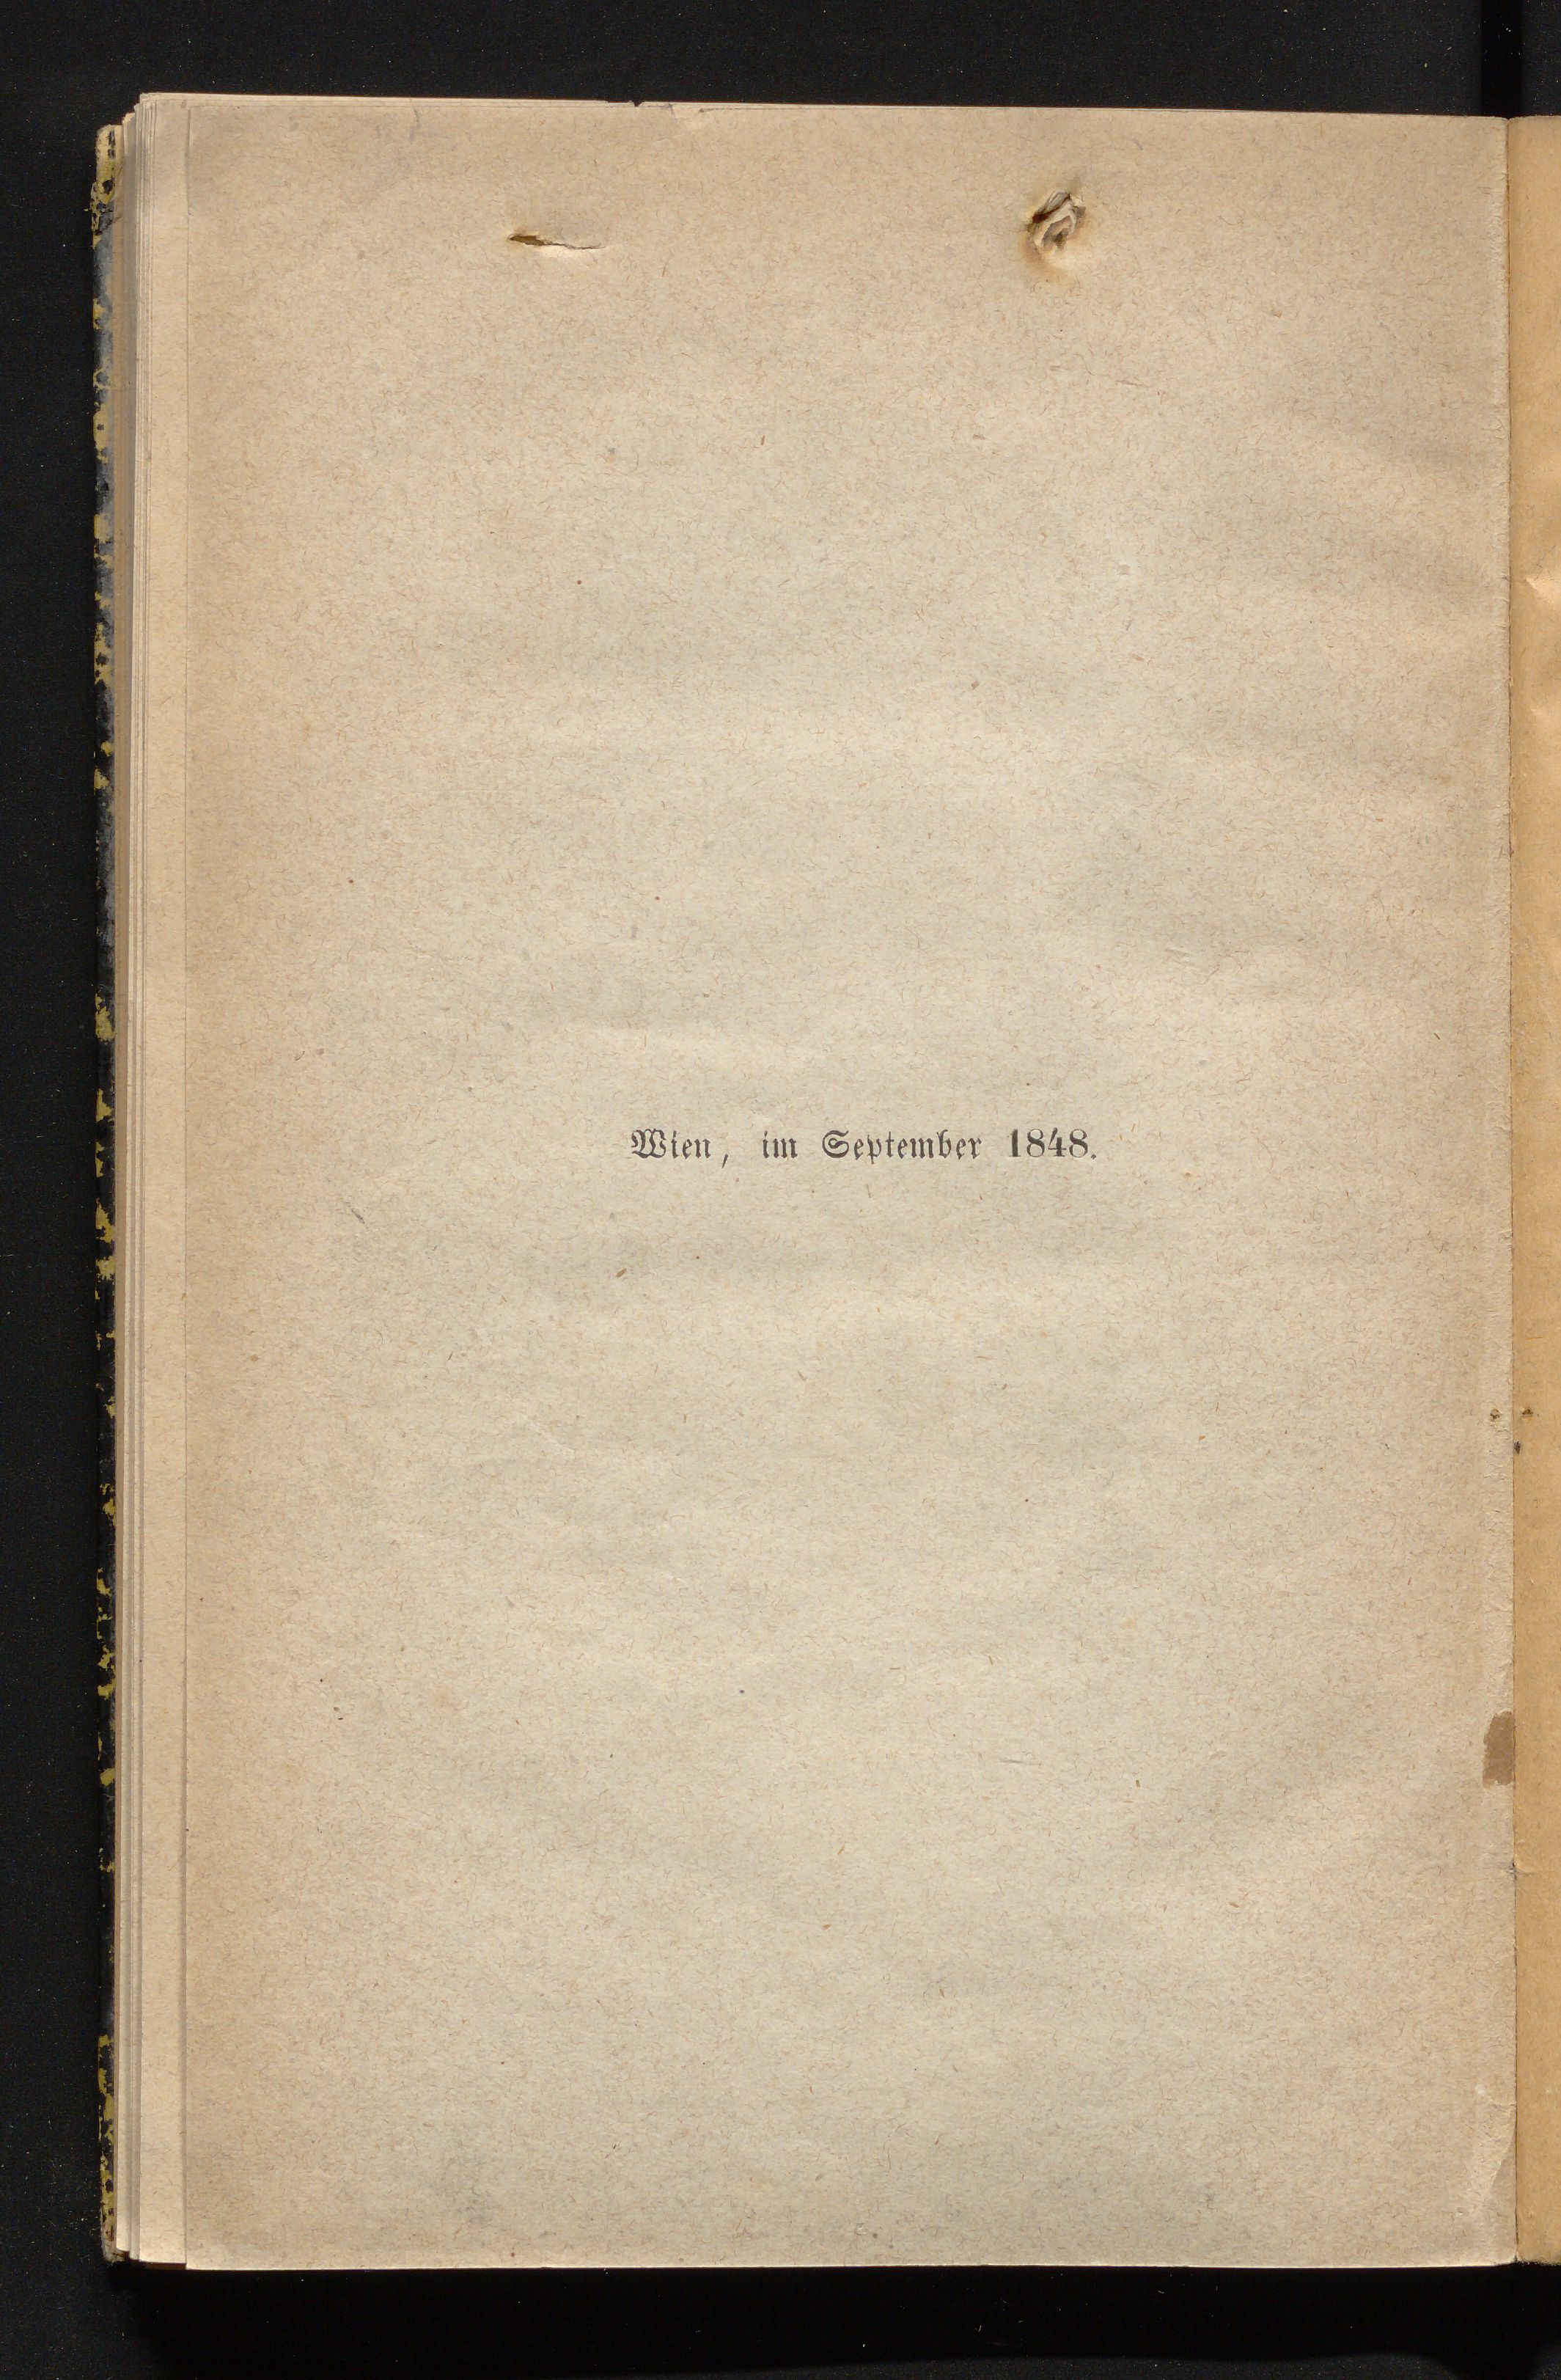 Wien, im September 1848.